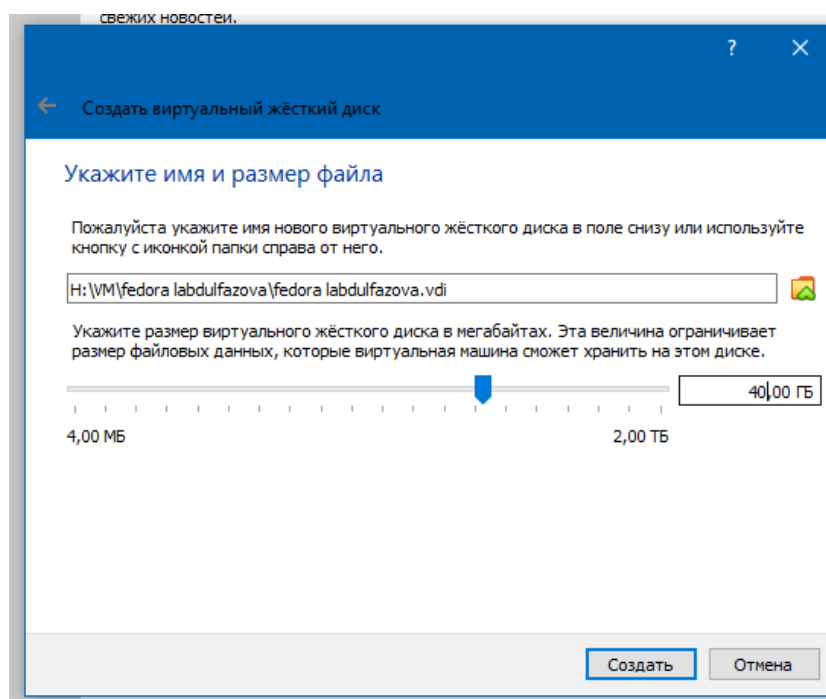 свежих новостей.
?
Создать виртуальный жёсткий диск
Укажите имя и размер файла
Пожалуйста укажите имя нового виртуального жёсткого диска в поле снизу или используйте
кнопку с иконкой папки справа от него.
H:\VM\fedora labdulfazova\fedora labdulfazova.vdi
Укажите размер виртуального жёсткого диска в мегабайтах. Эта величина ограничивает
размер файловых данных, которые виртуальная машина сможет хранить на этом диске.
40,00 ГБ
4,00 МБ 2,00 ТБ
Создать Отмена